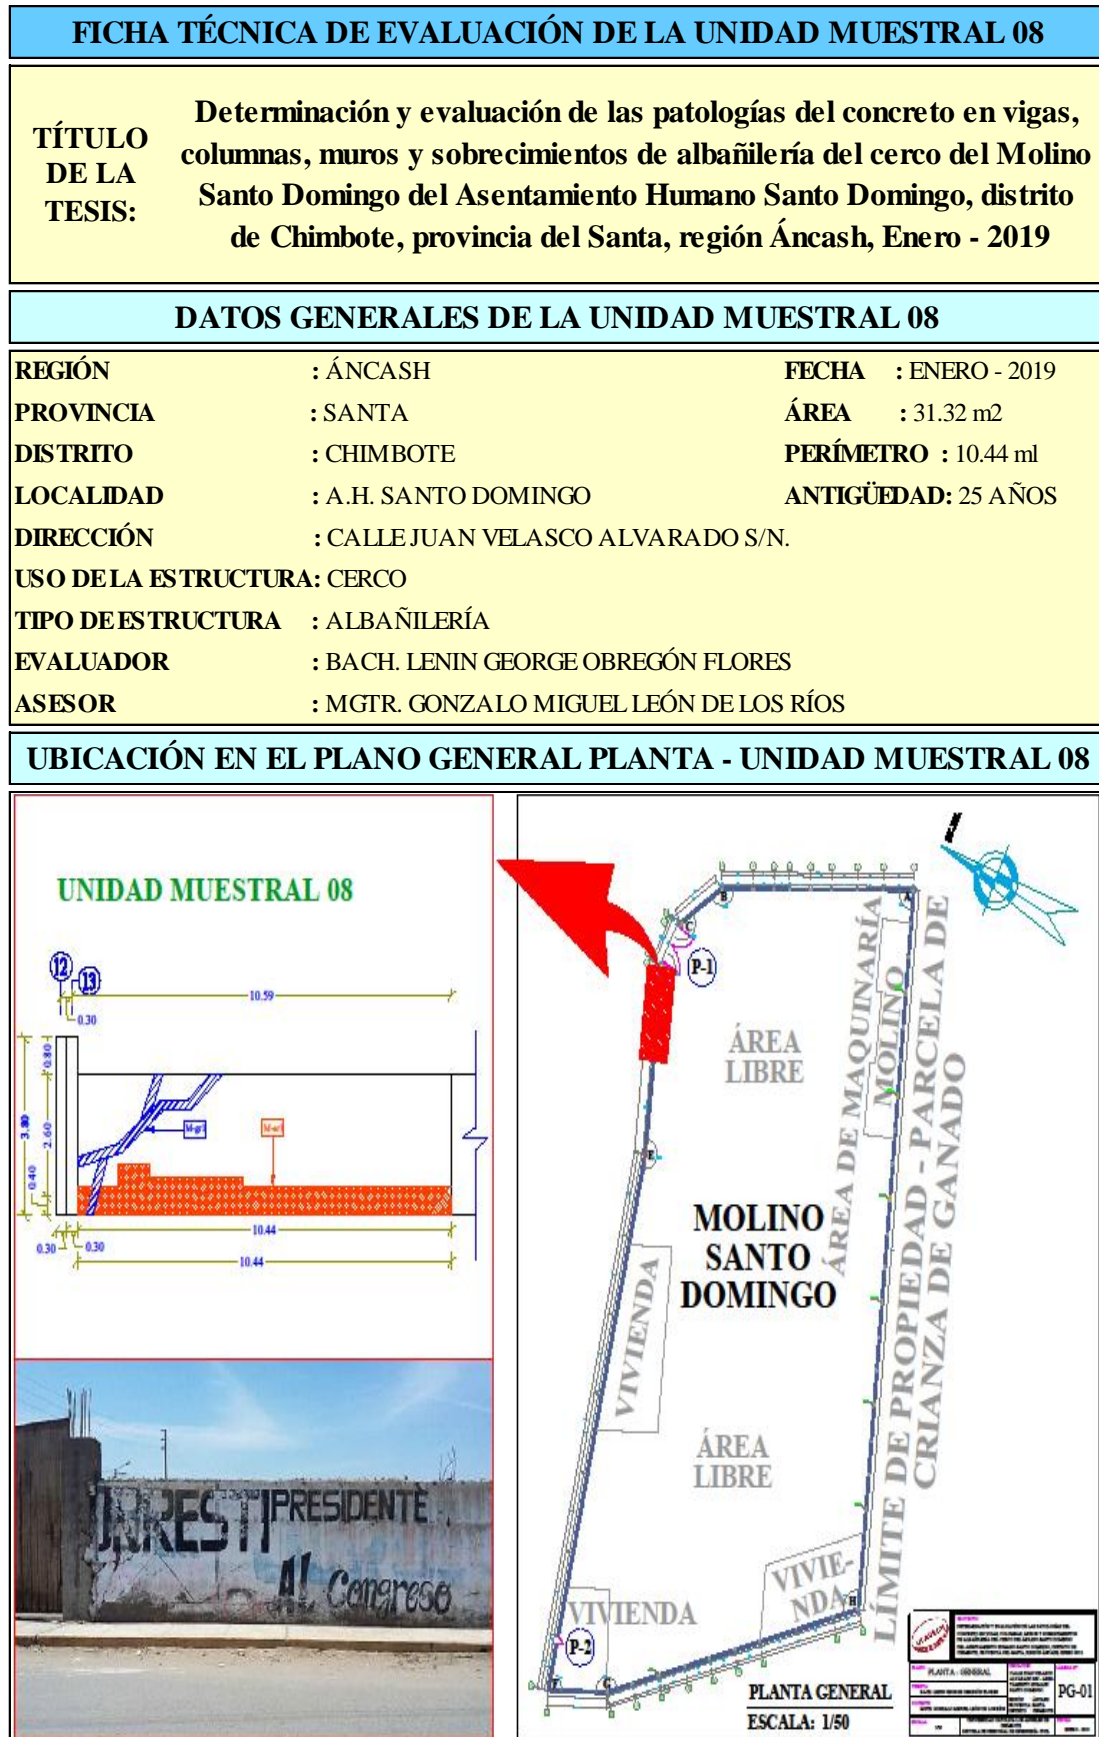 FICHA TÉCNICA DE EVALUACIÓN DE LA UNIDAD MUESTRAL 08
TÍTULO DE LA TESIS:
Determinación y evaluación de las patologías del concreto en vigas,
columnas, muros y sobrecimientos de albañilería del cerco del Molino
Santo Domingo del Asentamiento Humano Santo Domingo, distrito
de Chimbote, provincia del Santa, región Áncash, Enero - 2019
DATOS GENERALES DE LA UNIDAD MUESTRAL 08
REGIÓN : ÁNCASH FECHA : ENERO - 2019
PROVINCIA : SANTA ÁREA : 31.32 m2
DISTRITO : CHIMBOTE PERÍMETRO : 10.44 ml
LOCALIDAD : A.H. SANTO DOMINGO ANTIGÜEDAD: 25 AÑOS
DIRECCIÓN : CALLE JUAN VELASCO ALVARADO S/N.
USO DE LA ESTRUCTURA: CERCO
TIPO DE ESTRUCTURA : ALBAÑILERÍA
EVALUADOR : BACH. LENIN GEORGE OBREGÓN FLORES
ASESOR : MGTR. GONZALO MIGUEL LEÓN DE LOS RÍOS
UBICACIÓN EN EL PLANO GENERAL PLANTA - UNIDAD MUESTRAL 08
UNIDAD MUESTRAL 08
12
13
10.59
0.30
0.80
3.80
2.60
0.40
10.44
0.30
0.30
10.44
PRESIDENTE
AL Congreso
B
A
C
P-1
E
ÁREA
LIBRE
ÁREA DE MAQUINARÍA
MOLINO
LÍMITE DE PROPIEDAD - PARCELA DE
CRIANZA DE GANADO
MOLINO
SANTO
DOMINGO
VIVIENDA
ÁREA
LIBRE
VIVIE-
NDA
H
VIVIENDA
P-2
F
G
PLANTA GENERAL
ESCALA: 1/50
PLANTA - GENERAL
PG-01